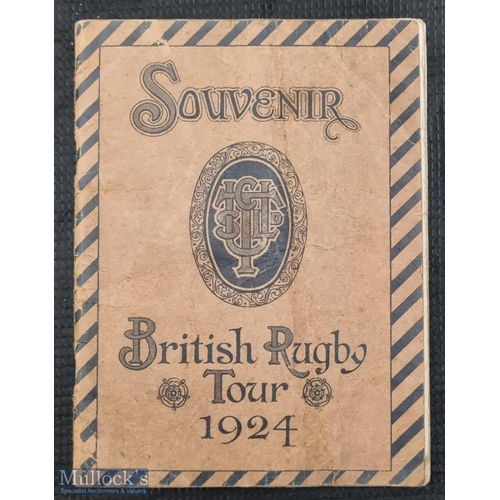 SOUVENIR
British Rugby
Tour
1924
Mullock's
Specialist Auctioneers & Valuers